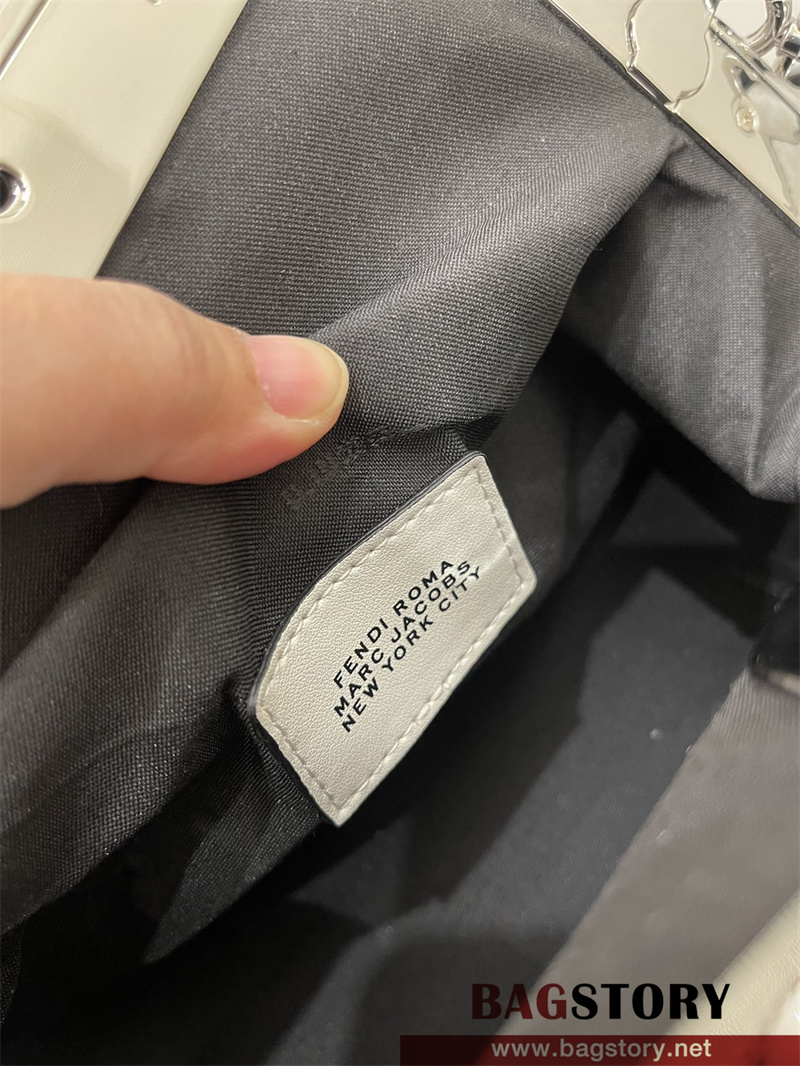 FENDI ROMA
MARC JACOBS
NEW YORK CITY
BAGSTORY
www.bagstory.net